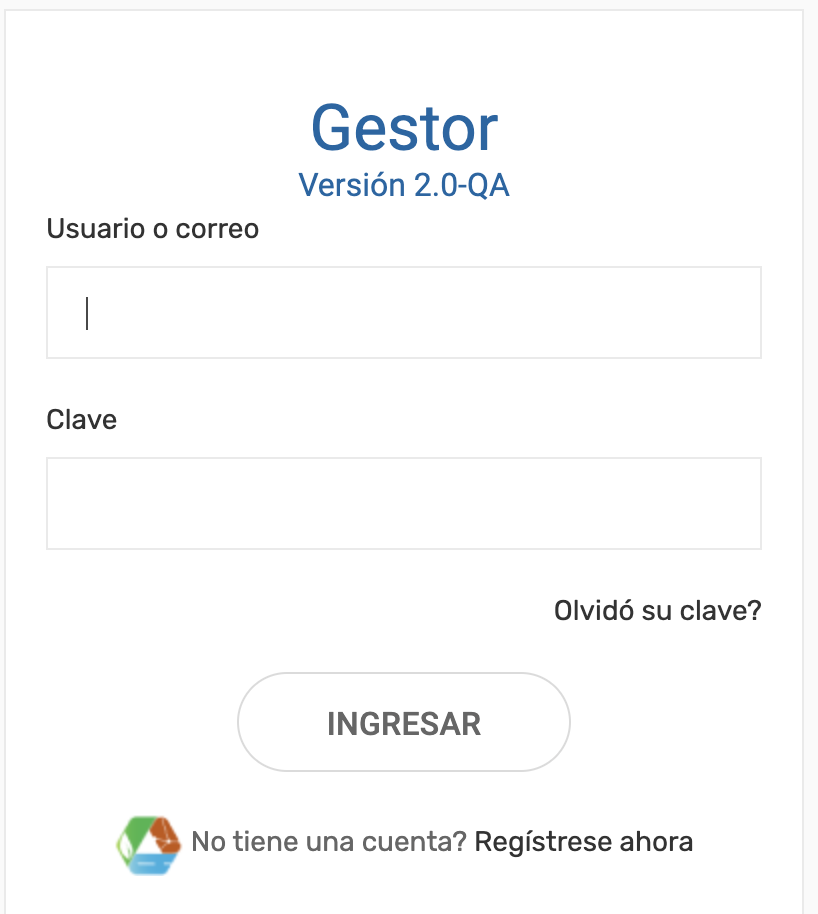 Gestor
Versión 2.0-QA
Usuario o correo
Clave
Olvidó su clave?
INGRESAR
No tiene una cuenta? Regístrese ahora